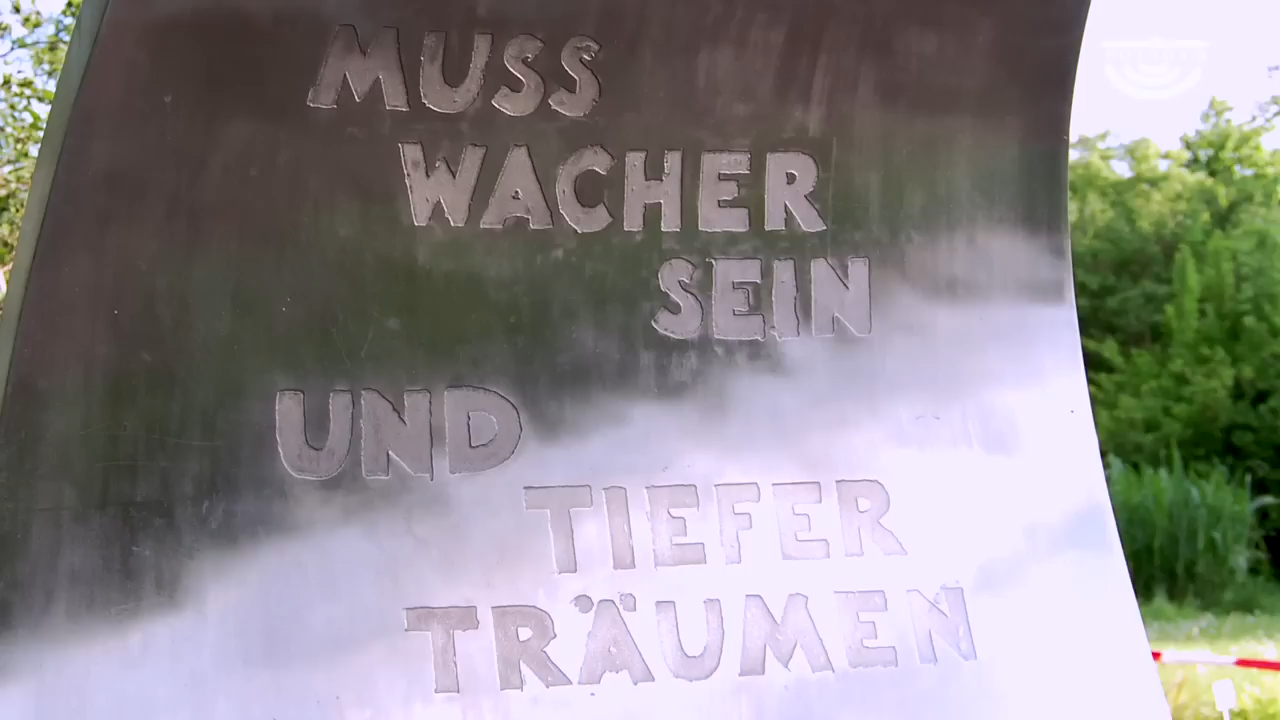 MUSS
WACHER
SEIN
UND
TIEFER
TRÄUMEN